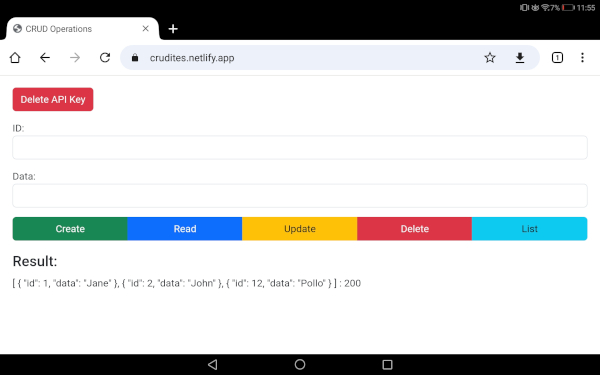 7% 11:55
CRUD Operations
crudites.netlify.app
1
Delete API Key
ID:
Data:
Create Read Update Delete List
Result:
[ { "id": 1, "data": "Jane" }, { "id": 2, "data": "John" }, { "id": 12, "data": "Pollo" } ] : 200